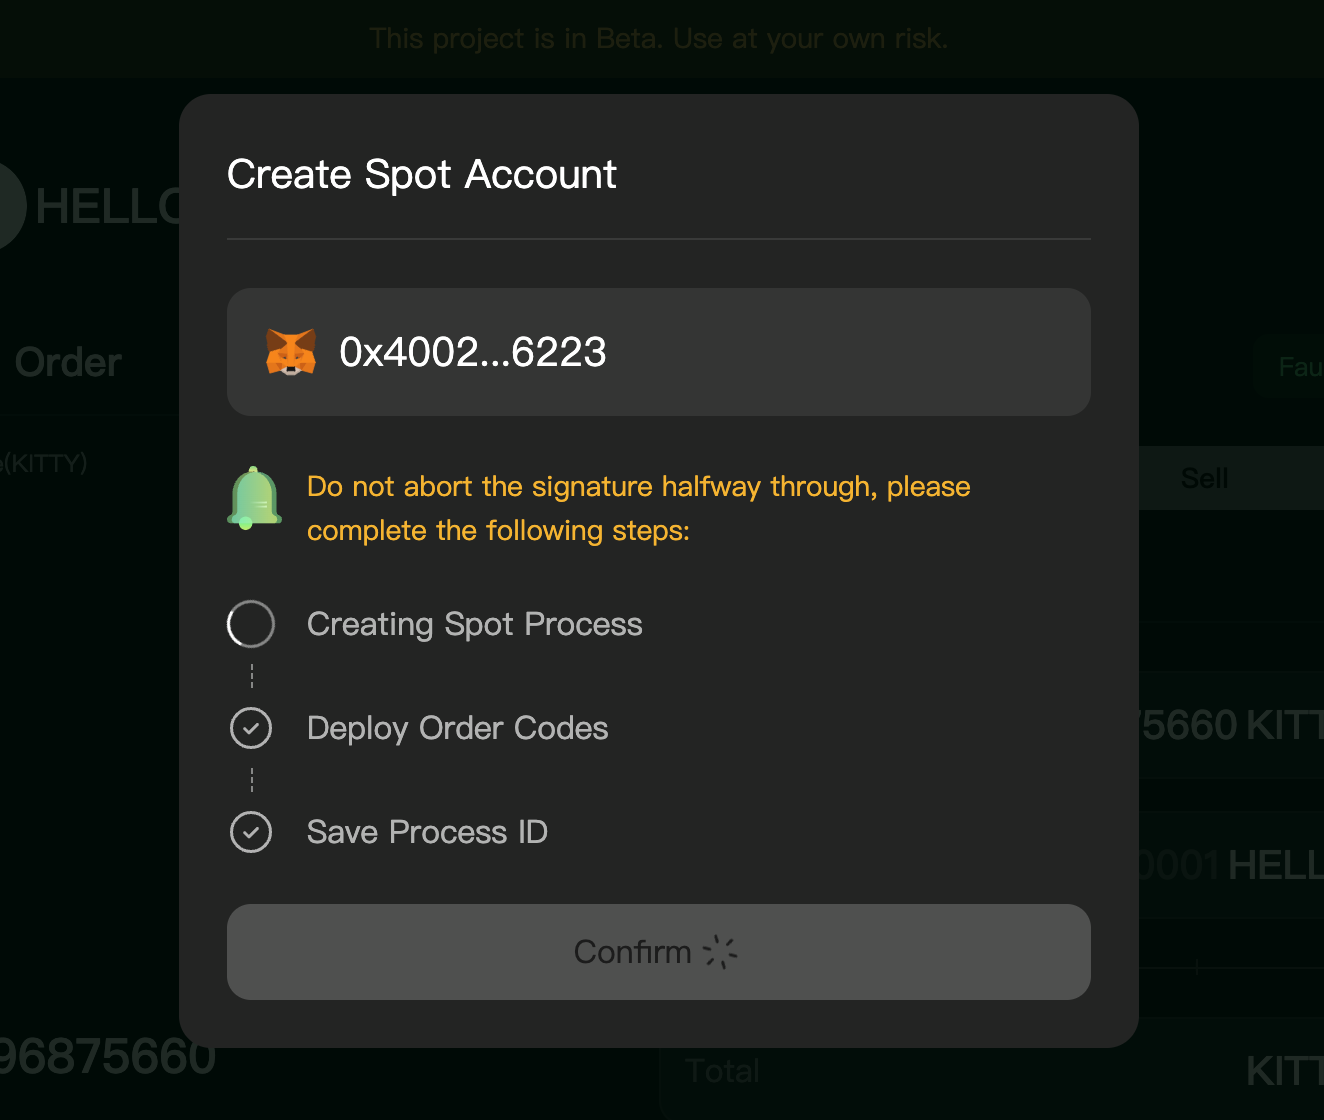 This project is in Beta. Use at your own risk.
Create Spot Account
HELLO
0x4002...6223
Order
Fau
(KITTY)
Sell
Do not abort the signature halfway through, please
complete the following steps:
Creating Spot Process
Deploy Order Codes
75660 KITT
Save Process ID
0001 HELL
Confirm
96875660
Total
KITT